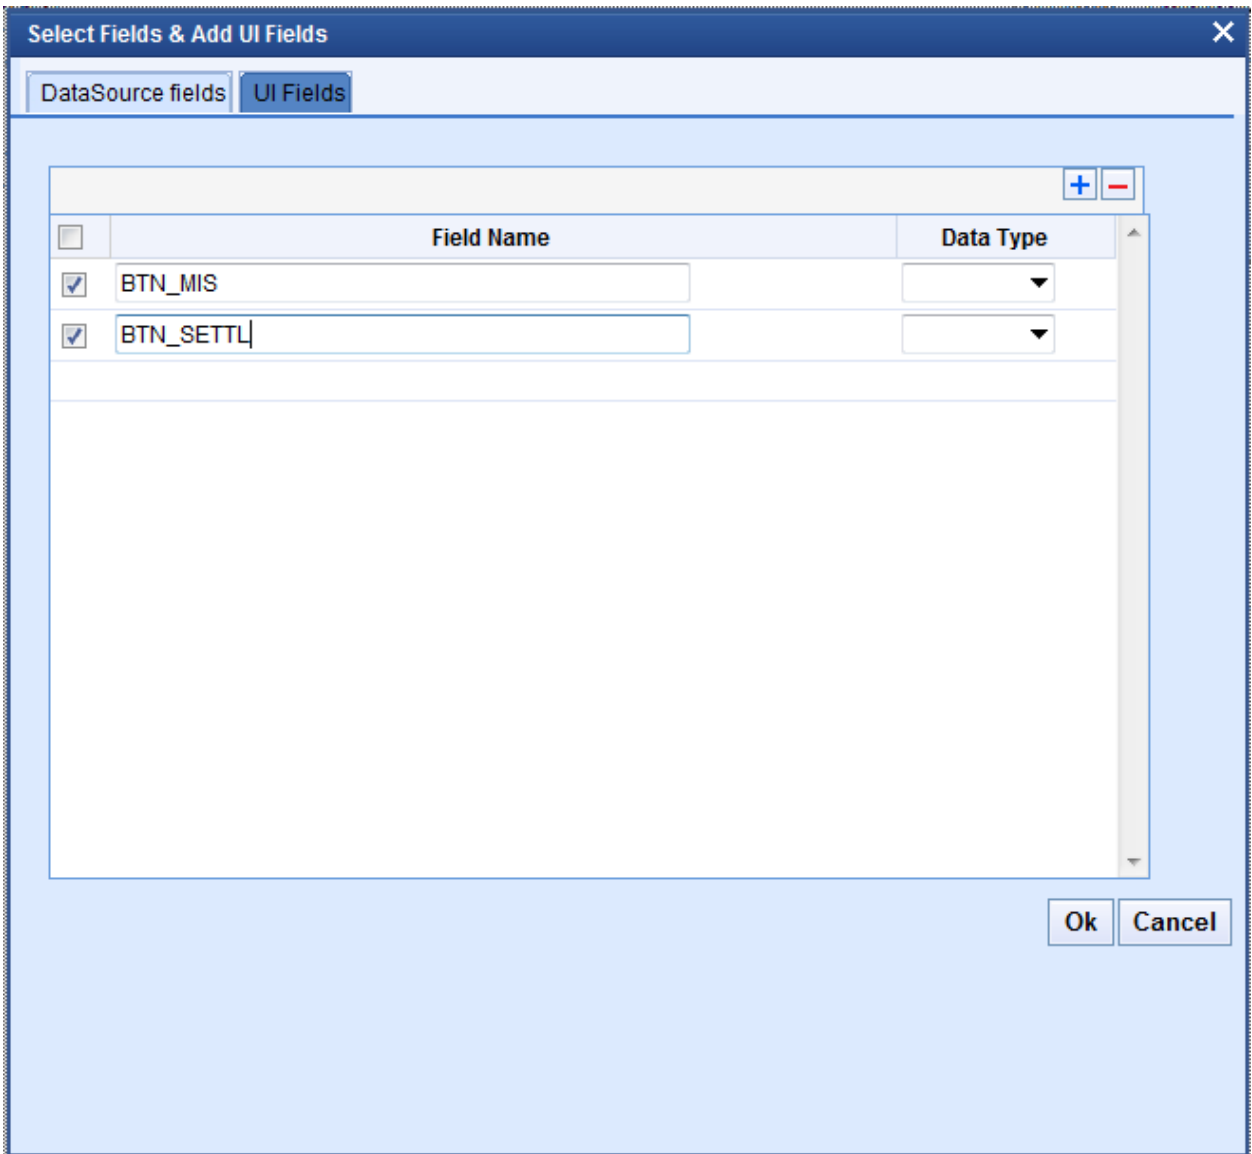 Select Fields & Add UI Fields
DataSource fields UI Fields
Field Name Data Type
BTN_MIS
BTN_SETTL
Ok Cancel